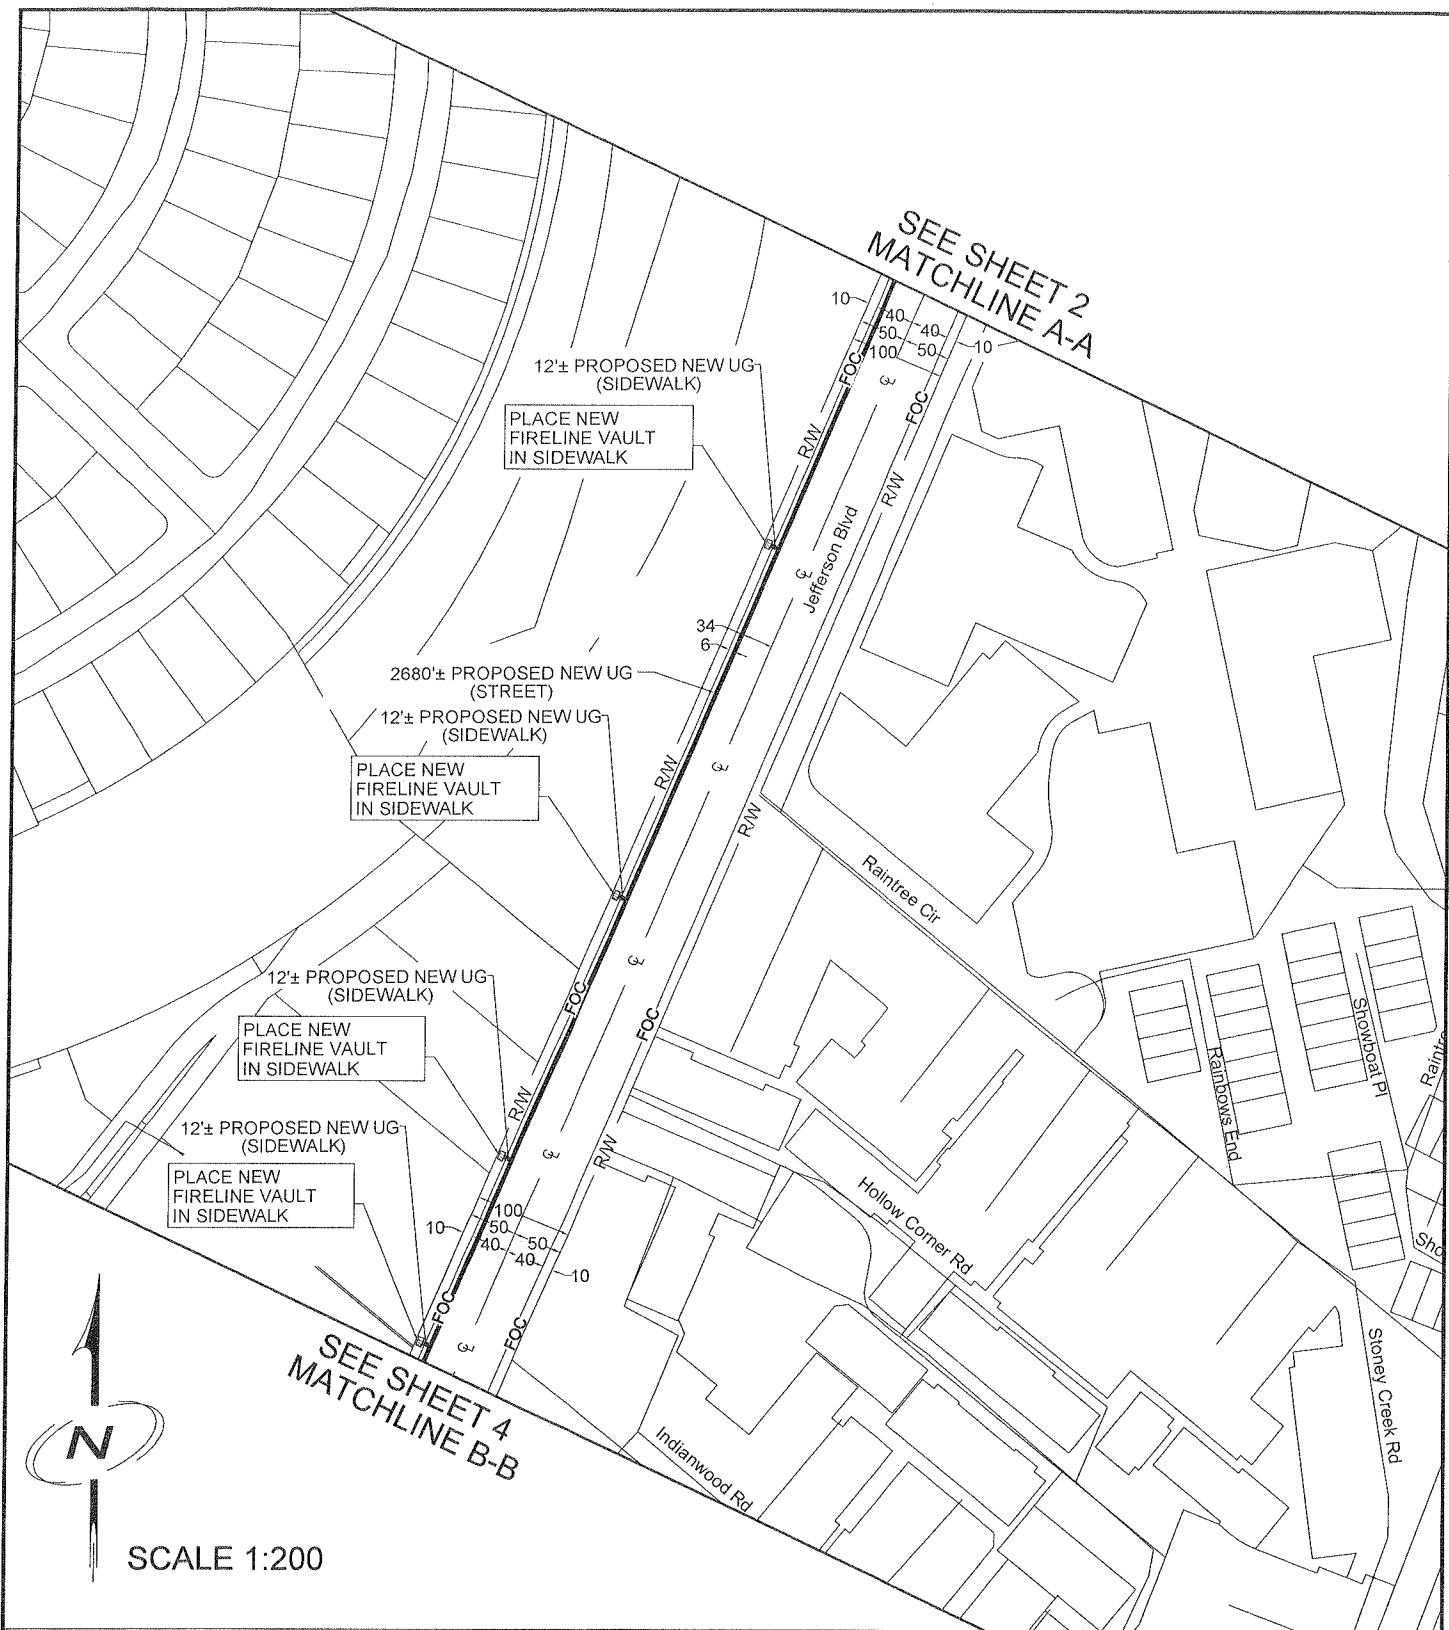 SEE SHEET 2
MATCHLINE A-A
10
40
50
100
40
50
10
12'± PROPOSED NEW UG
(SIDEWALK)
FOC
FOC
PLACE NEW
FIRELINE VAULT
IN SIDEWALK
R/W
R/W
Jefferson Blvd
34
6
2680'± PROPOSED NEW UG
(STREET)
12'± PROPOSED NEW UG
(SIDEWALK)
PLACE NEW
FIRELINE VAULT
IN SIDEWALK
R/W
R/W
Raintree Cir
12'± PROPOSED NEW UG
(SIDEWALK)
FOC
FOC
PLACE NEW
FIRELINE VAULT
IN SIDEWALK
Showboat Pl
Rainbows End
Raintre
R/W
R/W
12'± PROPOSED NEW UG
(SIDEWALK)
PLACE NEW
FIRELINE VAULT
IN SIDEWALK
10
100
50
40
50
40
10
Hollow Corner Rd
Sho
FOC
FOC
SEE SHEET 4
MATCHLINE B-B
Stoney Creek Rd
Indianwood Rd
N
SCALE 1:200